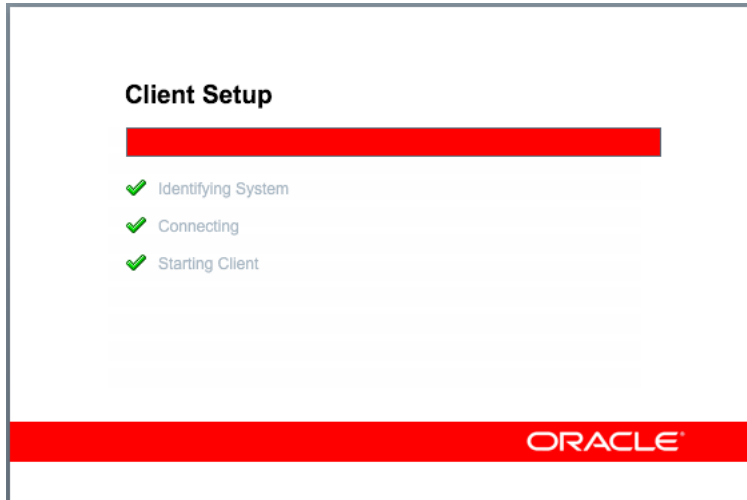 Client Setup
Identifying System
Connecting
Starting Client
ORACLE